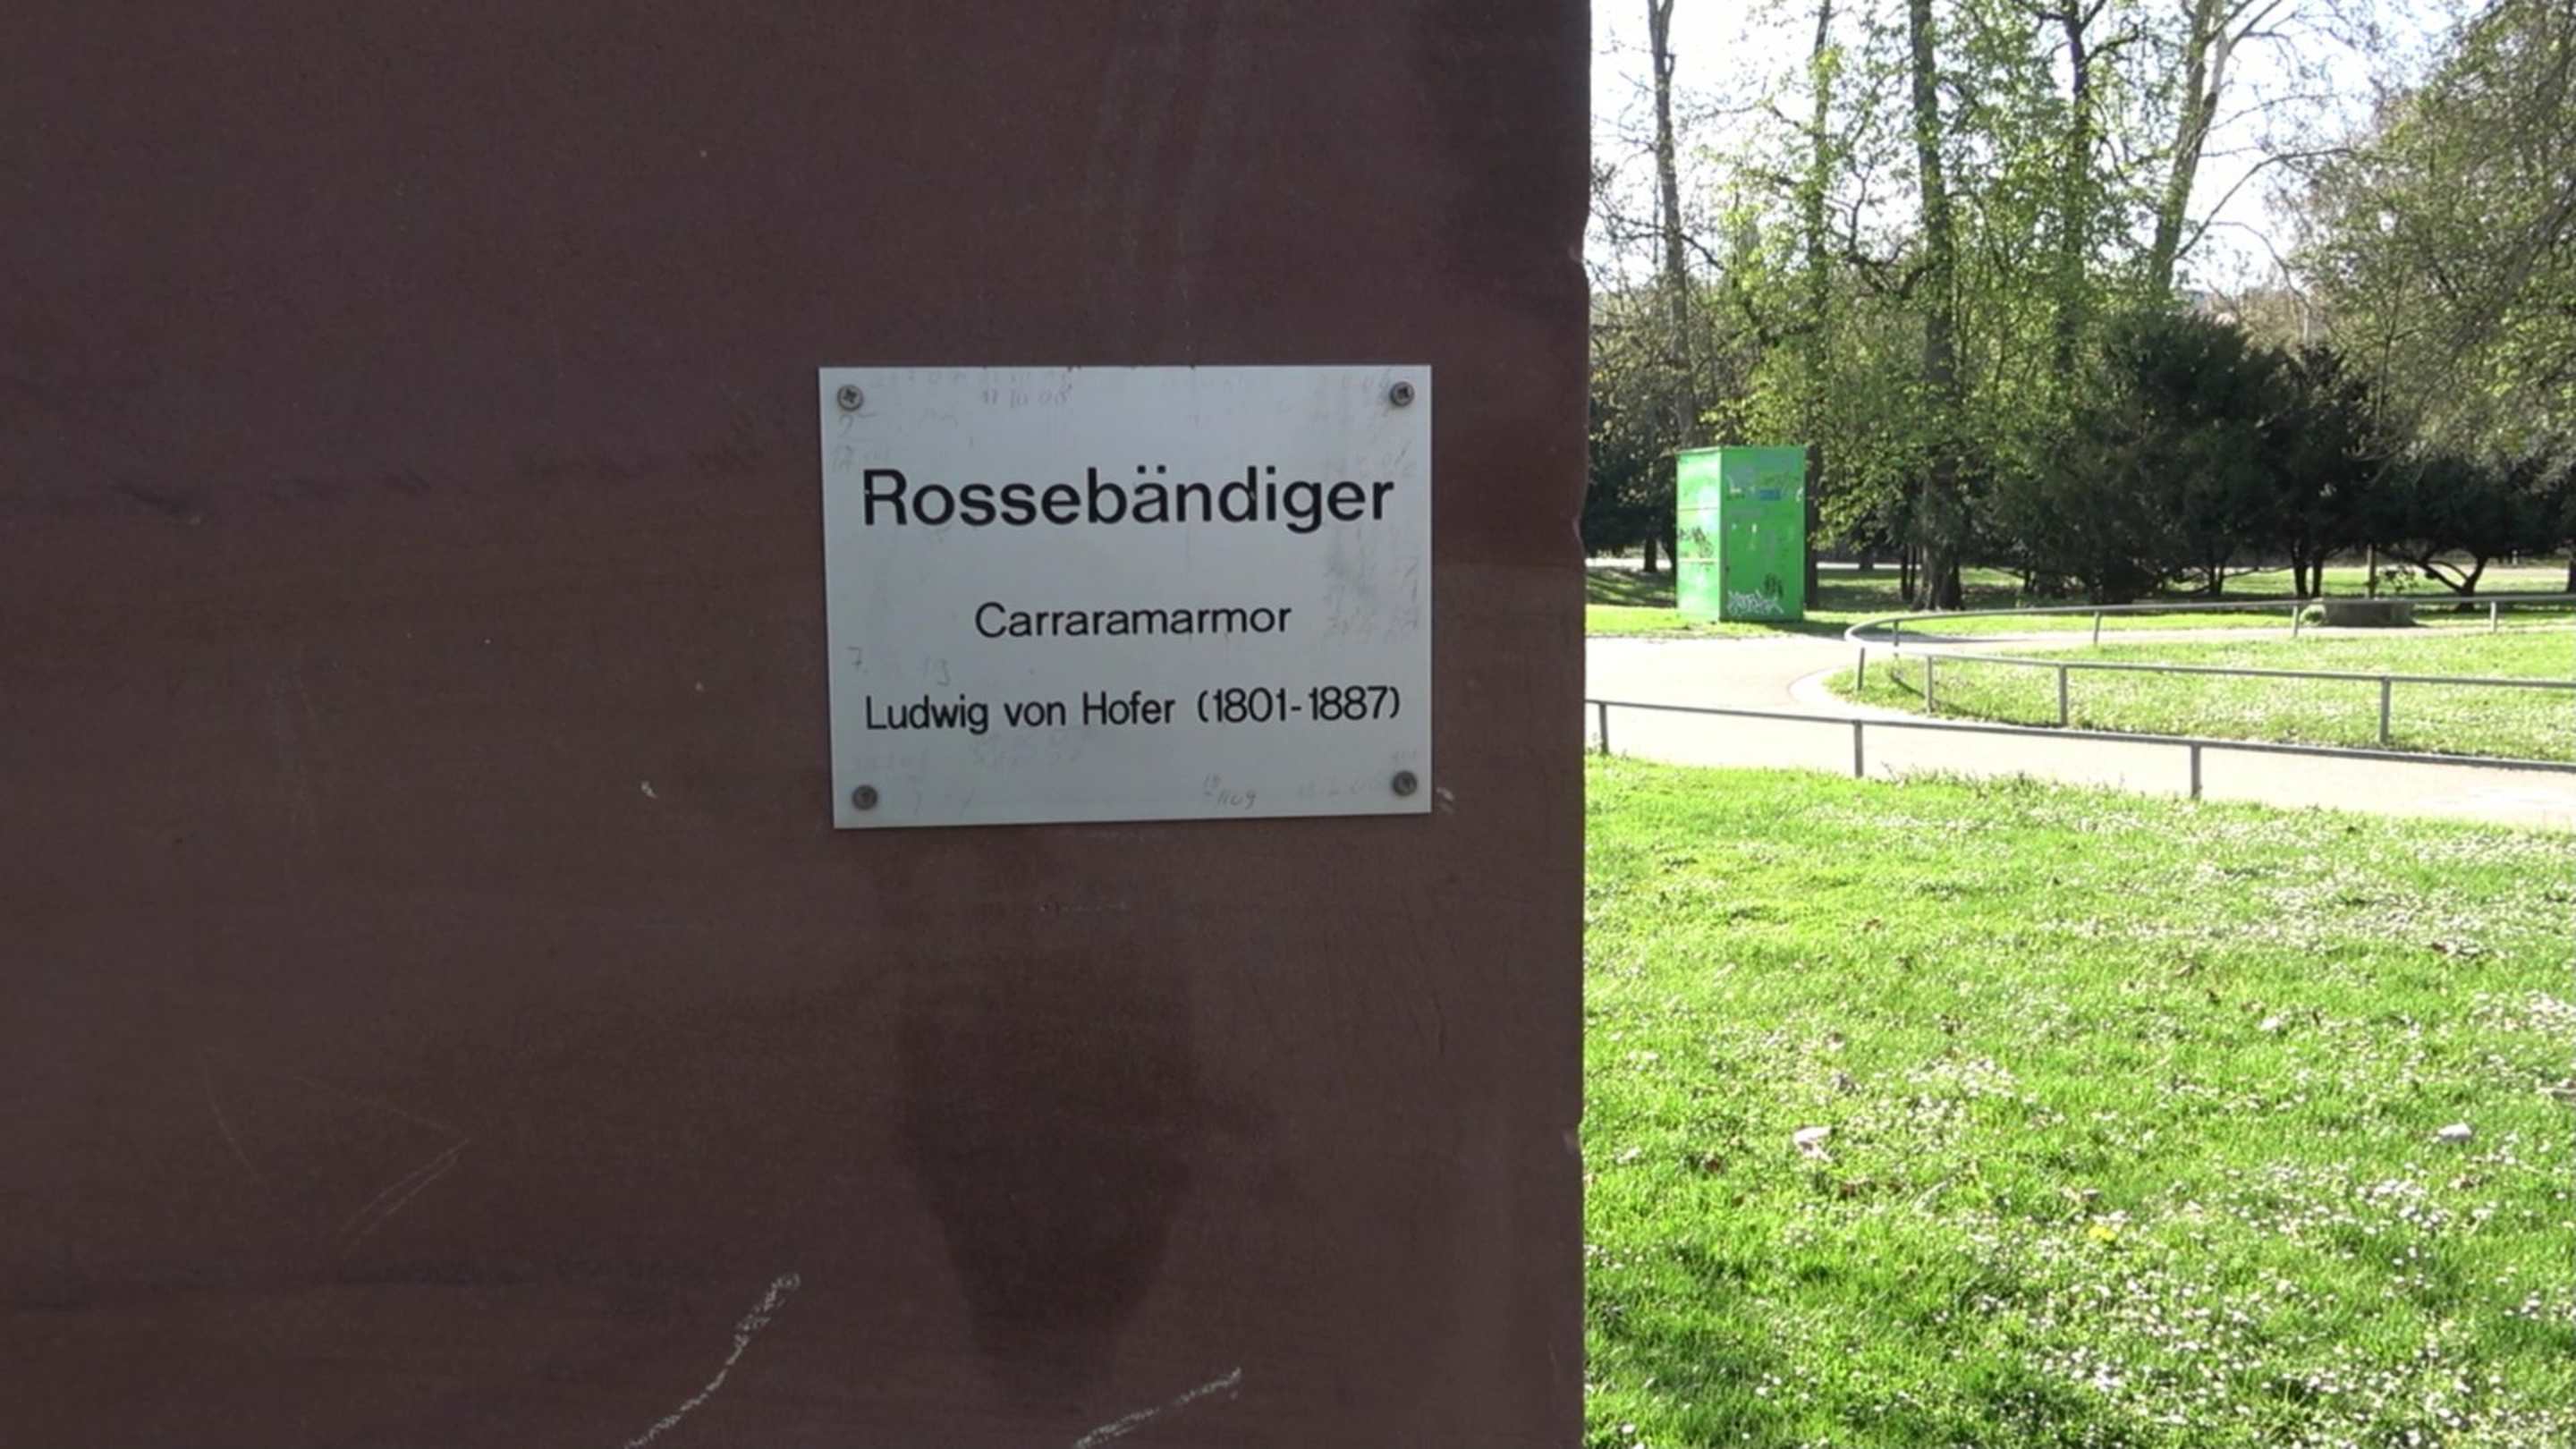 Rossebändiger
Carraramarmor
Ludwig von Hofer (1801-1887)